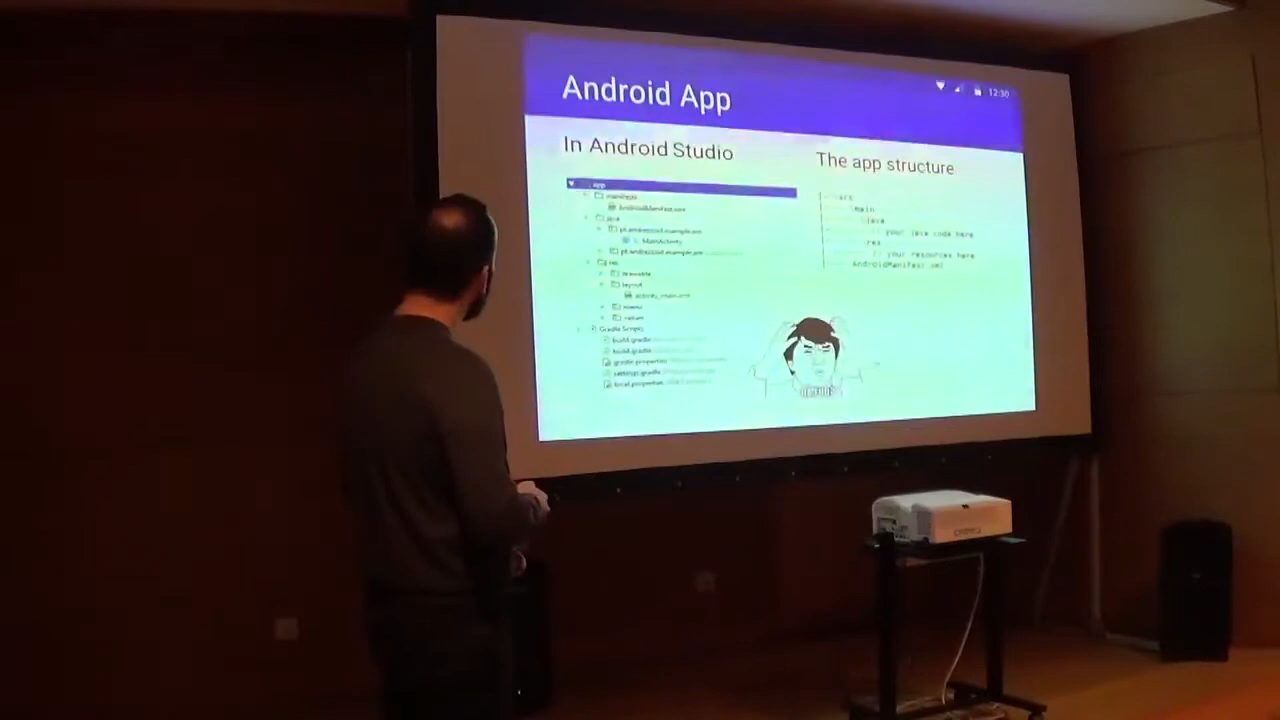 Android App
12:30
In Android Studio
app
manifests
AndroidManifest.xml
java
MainActivity
res
drawable
layout
activity_main.xml
menu
values
Gradle Scripts
build.gradle
build.gradle
gradle.properties
settings.gradle
local.properties
The app structure
src
main
java
your java code here
res
your resources here
AndroidManifest.xml